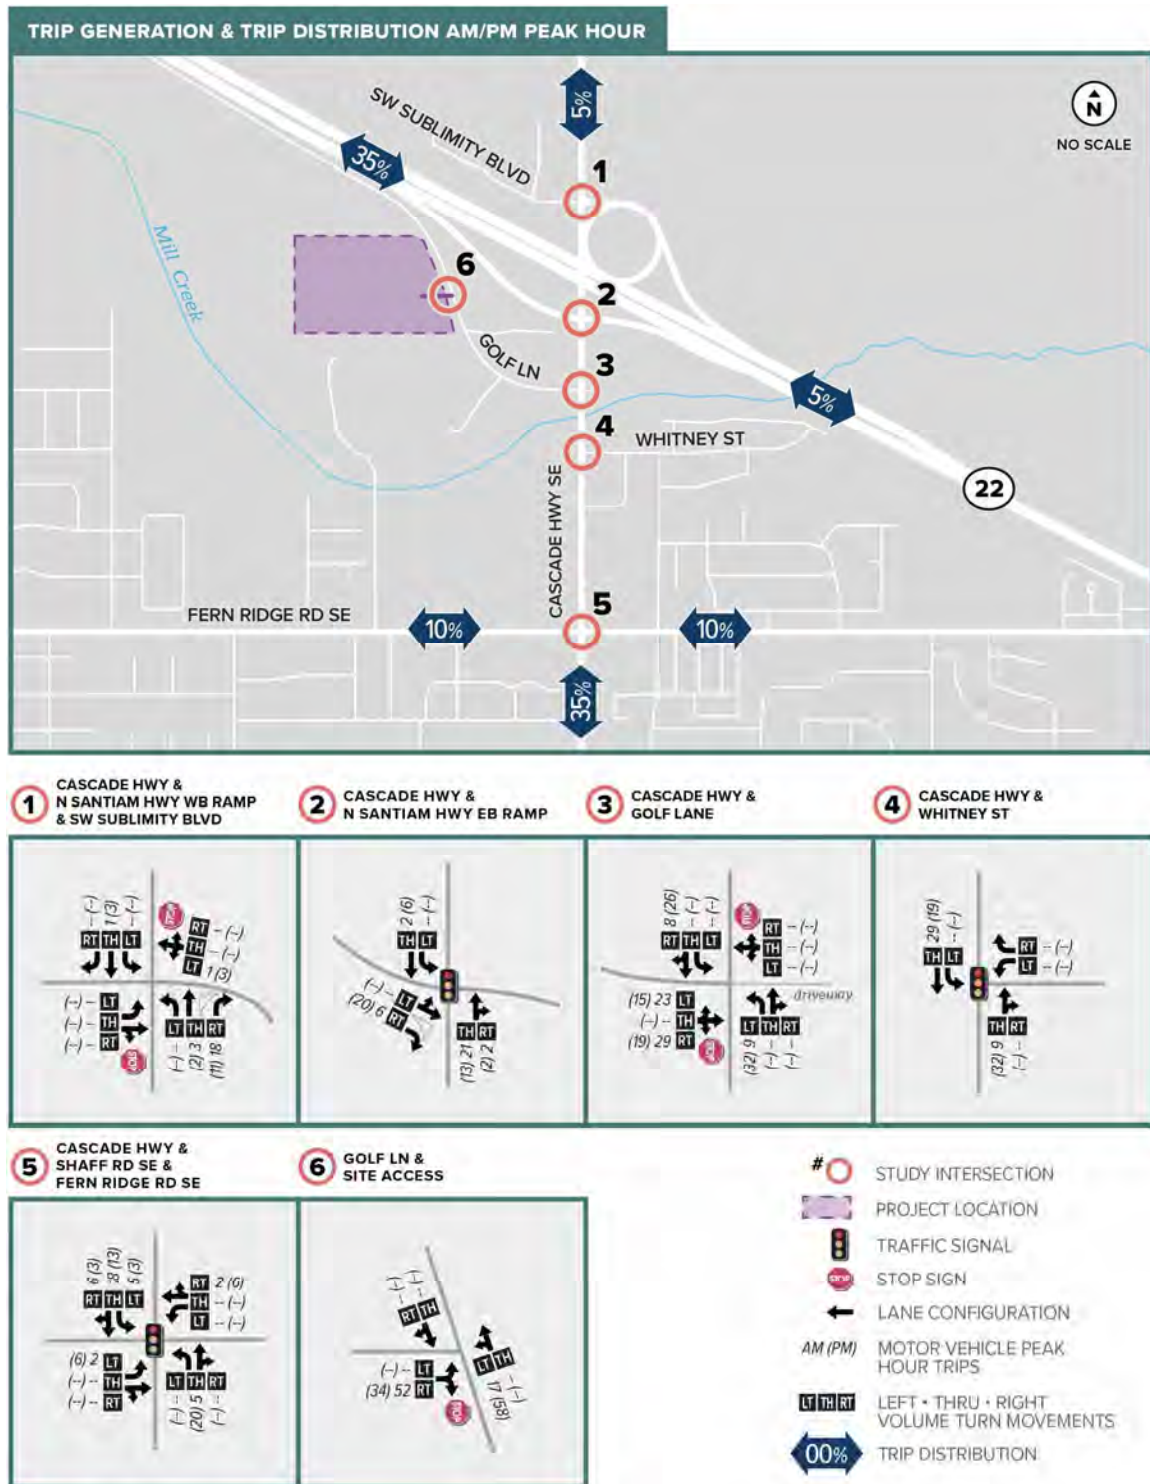 TRIP GENERATION & TRIP DISTRIBUTION AM/PM PEAK HOUR
5%
SW SUBLIMITY BLVD
N
NO SCALE
35%
1
Mill Creek
6
2
GOLF LN
3
5%
4
WHITNEY ST
22
CASCADE HWY SE
FERN RIDGE RD SE
5
10%
10%
35%
1
CASCADE HWY &
N SANTIAM HWY WB RAMP
& SW SUBLIMITY BLVD
2
CASCADE HWY &
N SANTIAM HWY EB RAMP
3
CASCADE HWY &
GOLF LANE
4
CASCADE HWY &
WHITNEY ST
RT -- (--)
TH 1 (3)
LT -- (--)
STOP
RT -- (--)
TH -- (--)
LT 1 (3)
(--) -- LT
(--) -- TH
(--) -- RT
STOP
(--) -- LT
(2) 3 TH
(11) 18 RT
TH 2 (6)
LT -- (--)
(--) -- LT
(20) 6 RT
(13) 21 TH
(2) 2 RT
RT 8 (26)
TH -- (--)
LT -- (--)
STOP
RT -- (--)
TH -- (--)
LT -- (--)
driveway
(15) 23 LT
(--) -- TH
(19) 29 RT
STOP
(32) 9 LT
(--) -- TH
(--) -- RT
TH 29 (19)
LT -- (--)
RT -- (--)
LT -- (--)
(32) 9 TH
(--) -- RT
5
CASCADE HWY &
SHAFF RD SE &
FERN RIDGE RD SE
6
GOLF LN &
SITE ACCESS
RT 6 (3)
TH 18 (13)
LT 5 (3)
RT 2 (6)
TH -- (--)
LT -- (--)
(6) 2 LT
(--) -- TH
(--) -- RT
(--) -- LT
(20) 5 TH
(--) -- RT
RT -- (--)
TH -- (--)
(--) -- LT
(34) 52 RT
STOP
LT 17 (58)
TH -- (--)
#
STUDY INTERSECTION
PROJECT LOCATION
TRAFFIC SIGNAL
STOP
STOP SIGN
LANE CONFIGURATION
AM (PM)
MOTOR VEHICLE PEAK
HOUR TRIPS
LT TH RT
LEFT • THRU • RIGHT
VOLUME TURN MOVEMENTS
00%
TRIP DISTRIBUTION